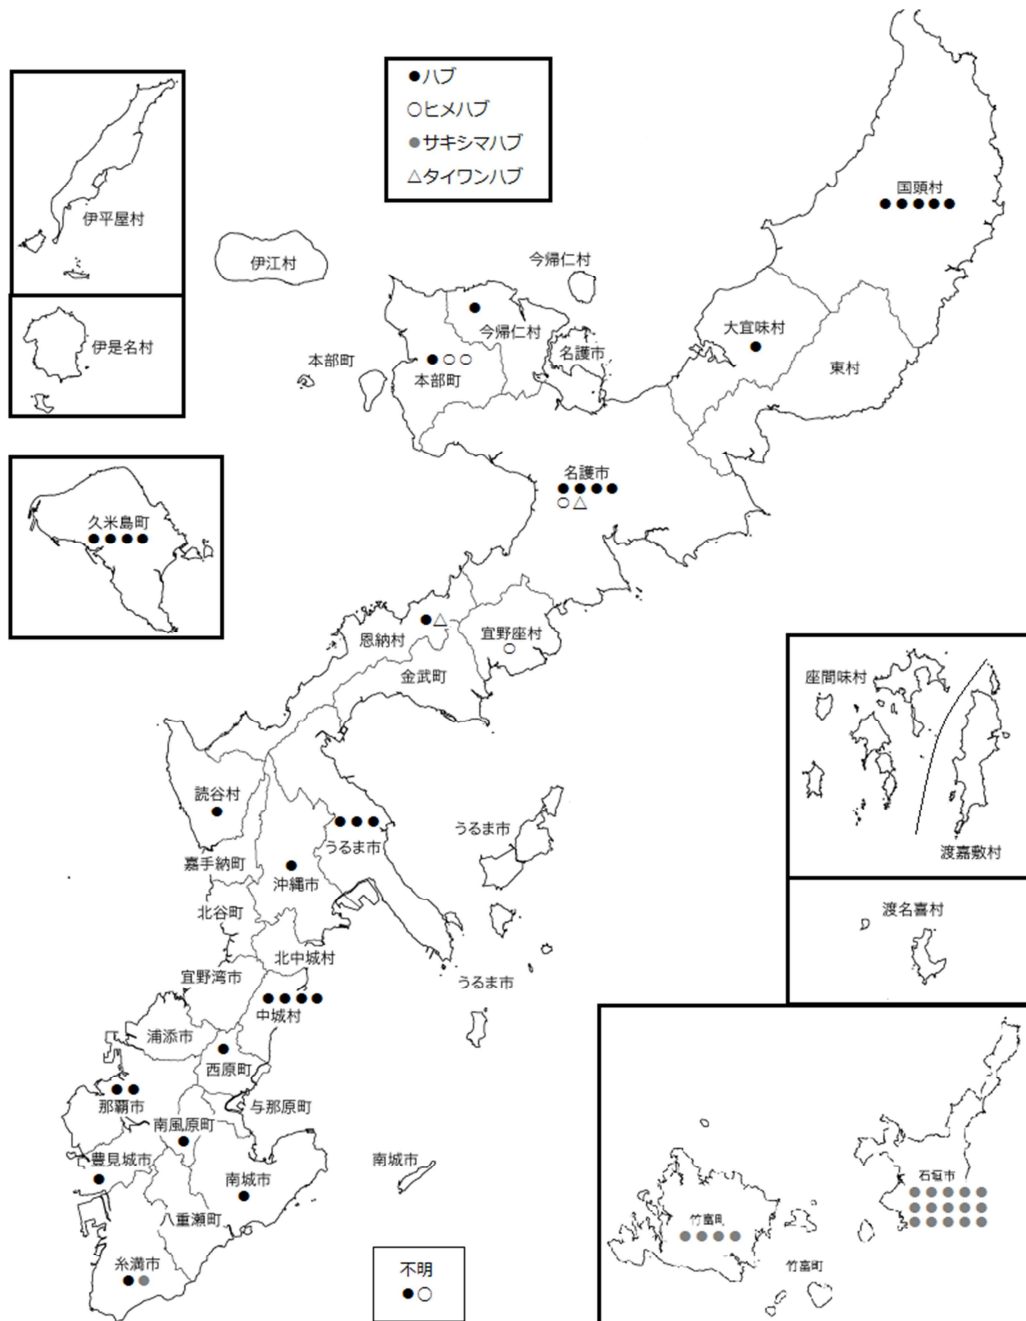 ●ハブ
○ヒメハブ
●サキシマハブ
△タイワンハブ
伊平屋村
伊是名村
伊江村
今帰仁村
国頭村
今帰仁村
大宜味村
本部町
本部町
名護市
東村
名護市
久米島町
恩納村
宜野座村
金武町
座間味村
渡嘉敷村
渡名喜村
読谷村
うるま市
うるま市
嘉手納町
沖縄市
北谷町
北中城村
宜野湾市
うるま市
中城村
浦添市
西原町
那覇市
与那原町
南風原町
豊見城市
南城市
南城市
八重瀬町
糸満市
不明
石垣市
竹富町
竹富町